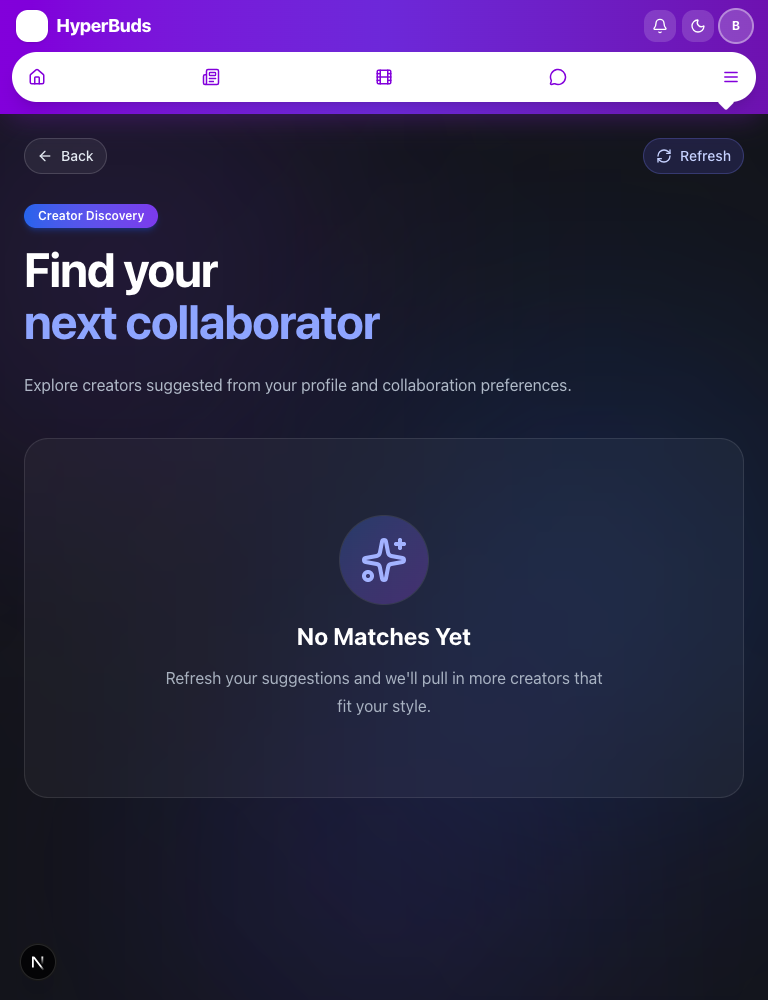 HyperBuds
B
Back
Refresh
Creator Discovery
Find your
next collaborator
Explore creators suggested from your profile and collaboration preferences.
No Matches Yet
Refresh your suggestions and we'll pull in more creators that
fit your style.
N